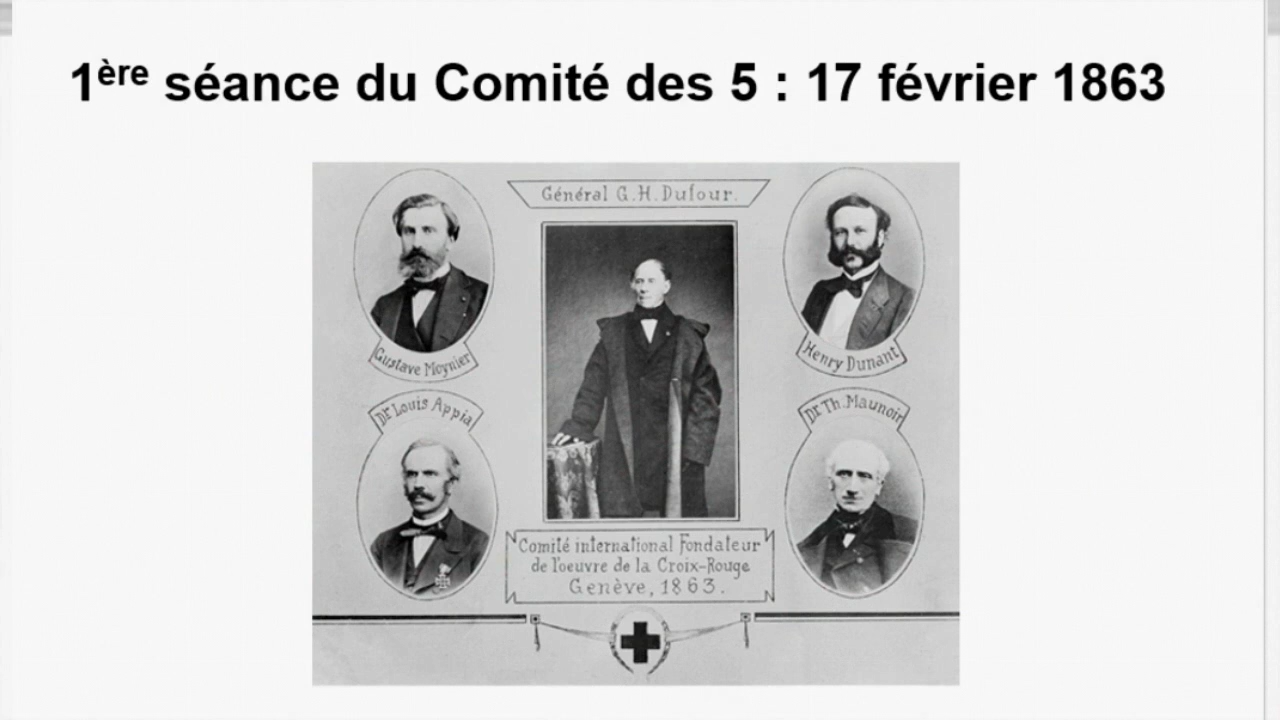 1ère séance du Comité des 5 : 17 février 1863
Général G.H. Dufour.
Gustave Moynier
Henry Dunant
Dr Louis Appia
Dr Th. Maunoir
Comité international Fondateur
de l'oeuvre de la Croix-Rouge
Genève, 1863.